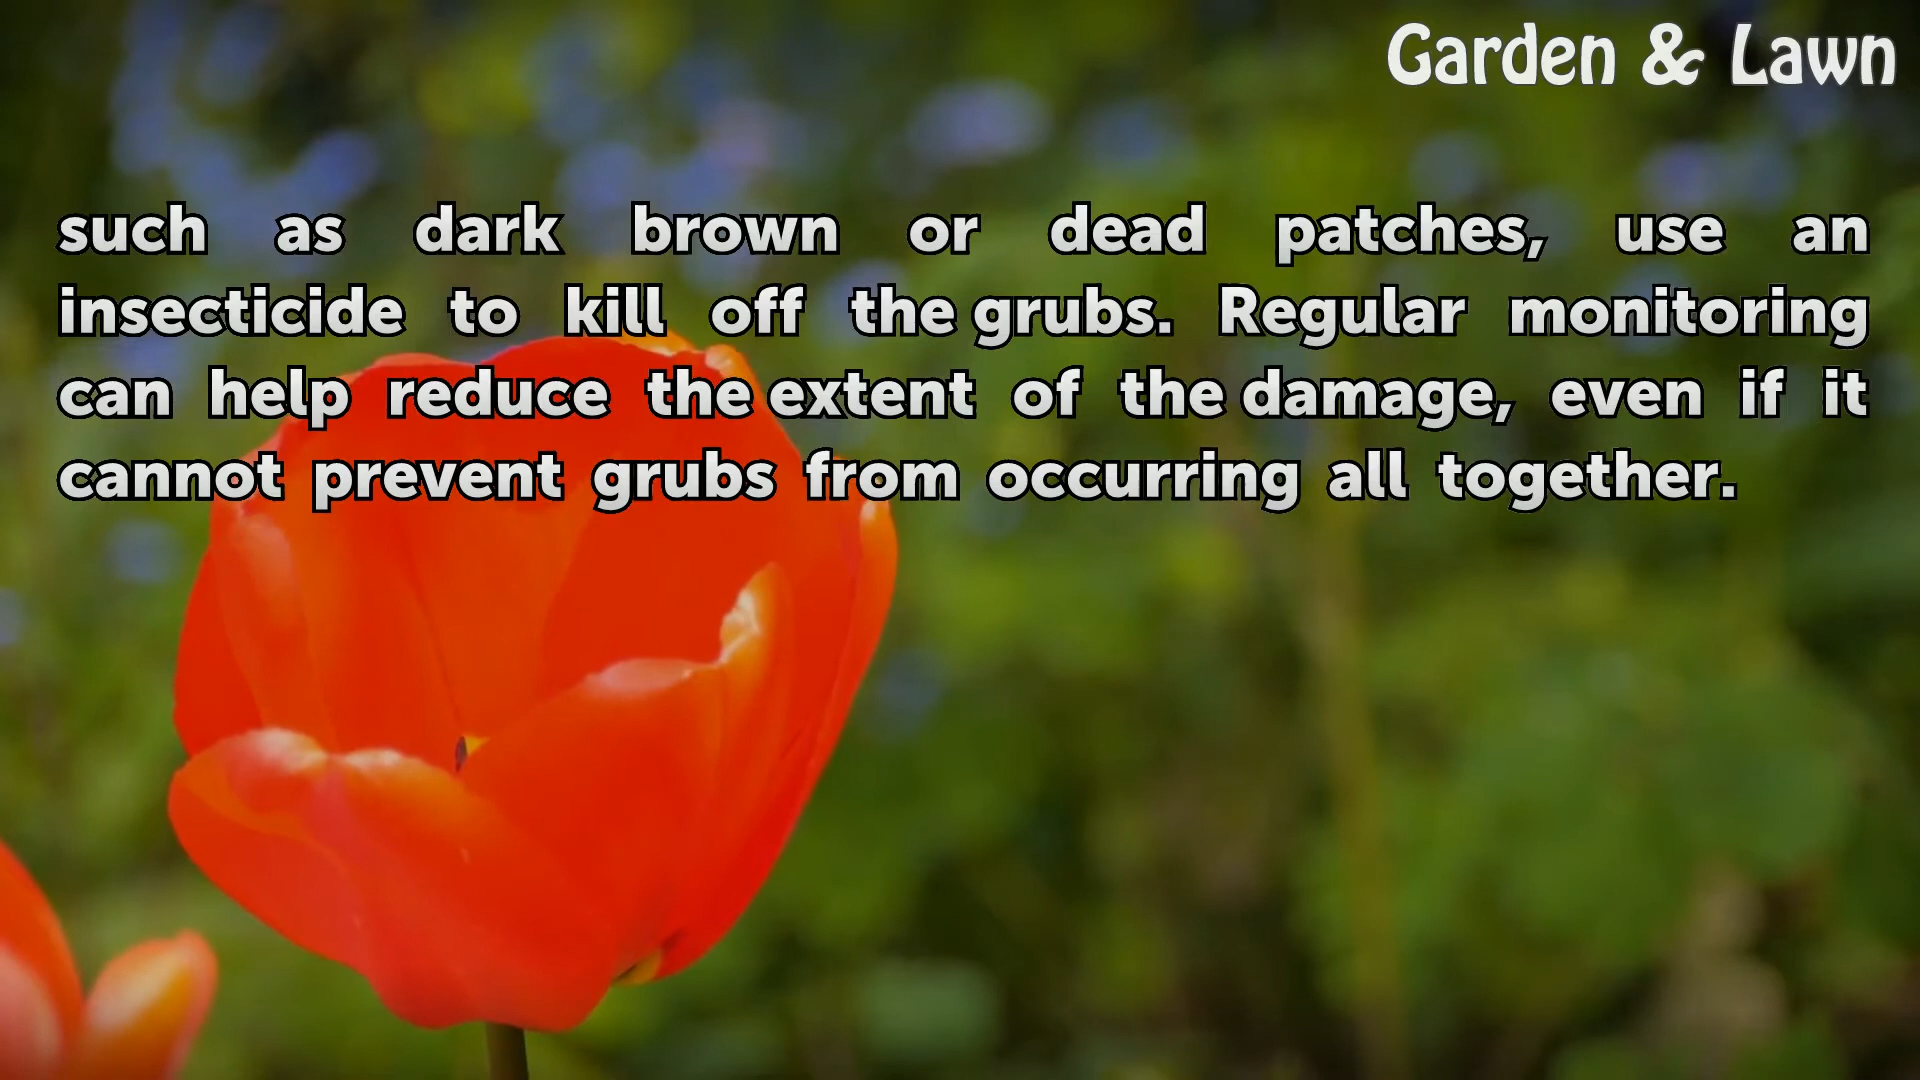 Garden & Lawn
such as dark brown or dead patches, use an
insecticide to kill off the grubs. Regular monitoring
can help reduce the extent of the damage, even if it
cannot prevent grubs from occurring all together.